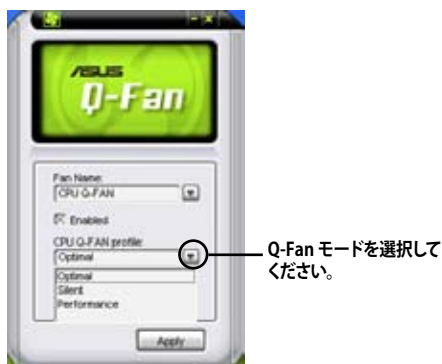 ASUS
Q-Fan
Fan Name:
CPU Q-FAN
Enabled
CPU Q-FAN profile:
Optimal
Q-Fan モードを選択して
ください。
Optimal
Silent
Performance
Apply